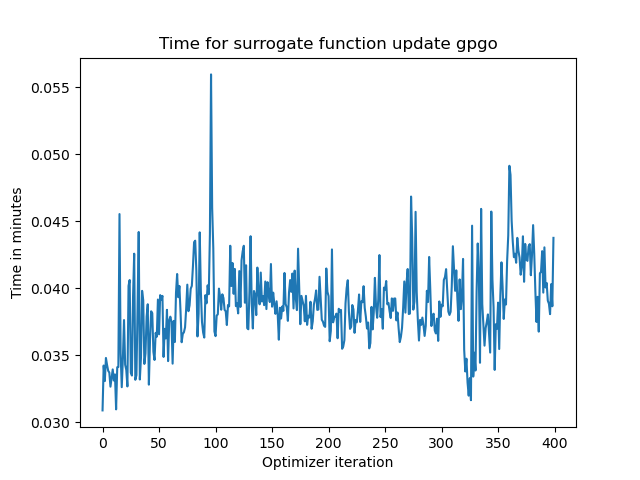 Time for surrogate function update gpgo
Time in minutes
0.055
0.050
0.045
0.040
0.035
0.030
0 50 100 150 200 250 300 350 400
Optimizer iteration